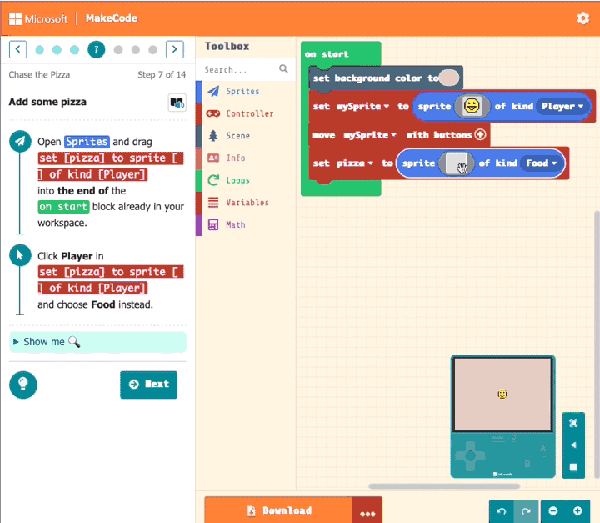 Microsoft | MakeCode
7
Chase the Pizza Step 7 of 14
Add some pizza
Open Sprites and drag
set [pizza] to sprite [
] of kind [Player]
into the end of the
on start block already in your
workspace.
Click Player in
set [pizza] to sprite [
] of kind [Player]
and choose Food instead.
Show me
Next
Toolbox
Search...
Sprites
Controller
Scene
Info
Loops
Variables
Math
on start
set background color to
set mySprite to sprite of kind Player
move mySprite with buttons
set pizza to sprite of kind Food
Download